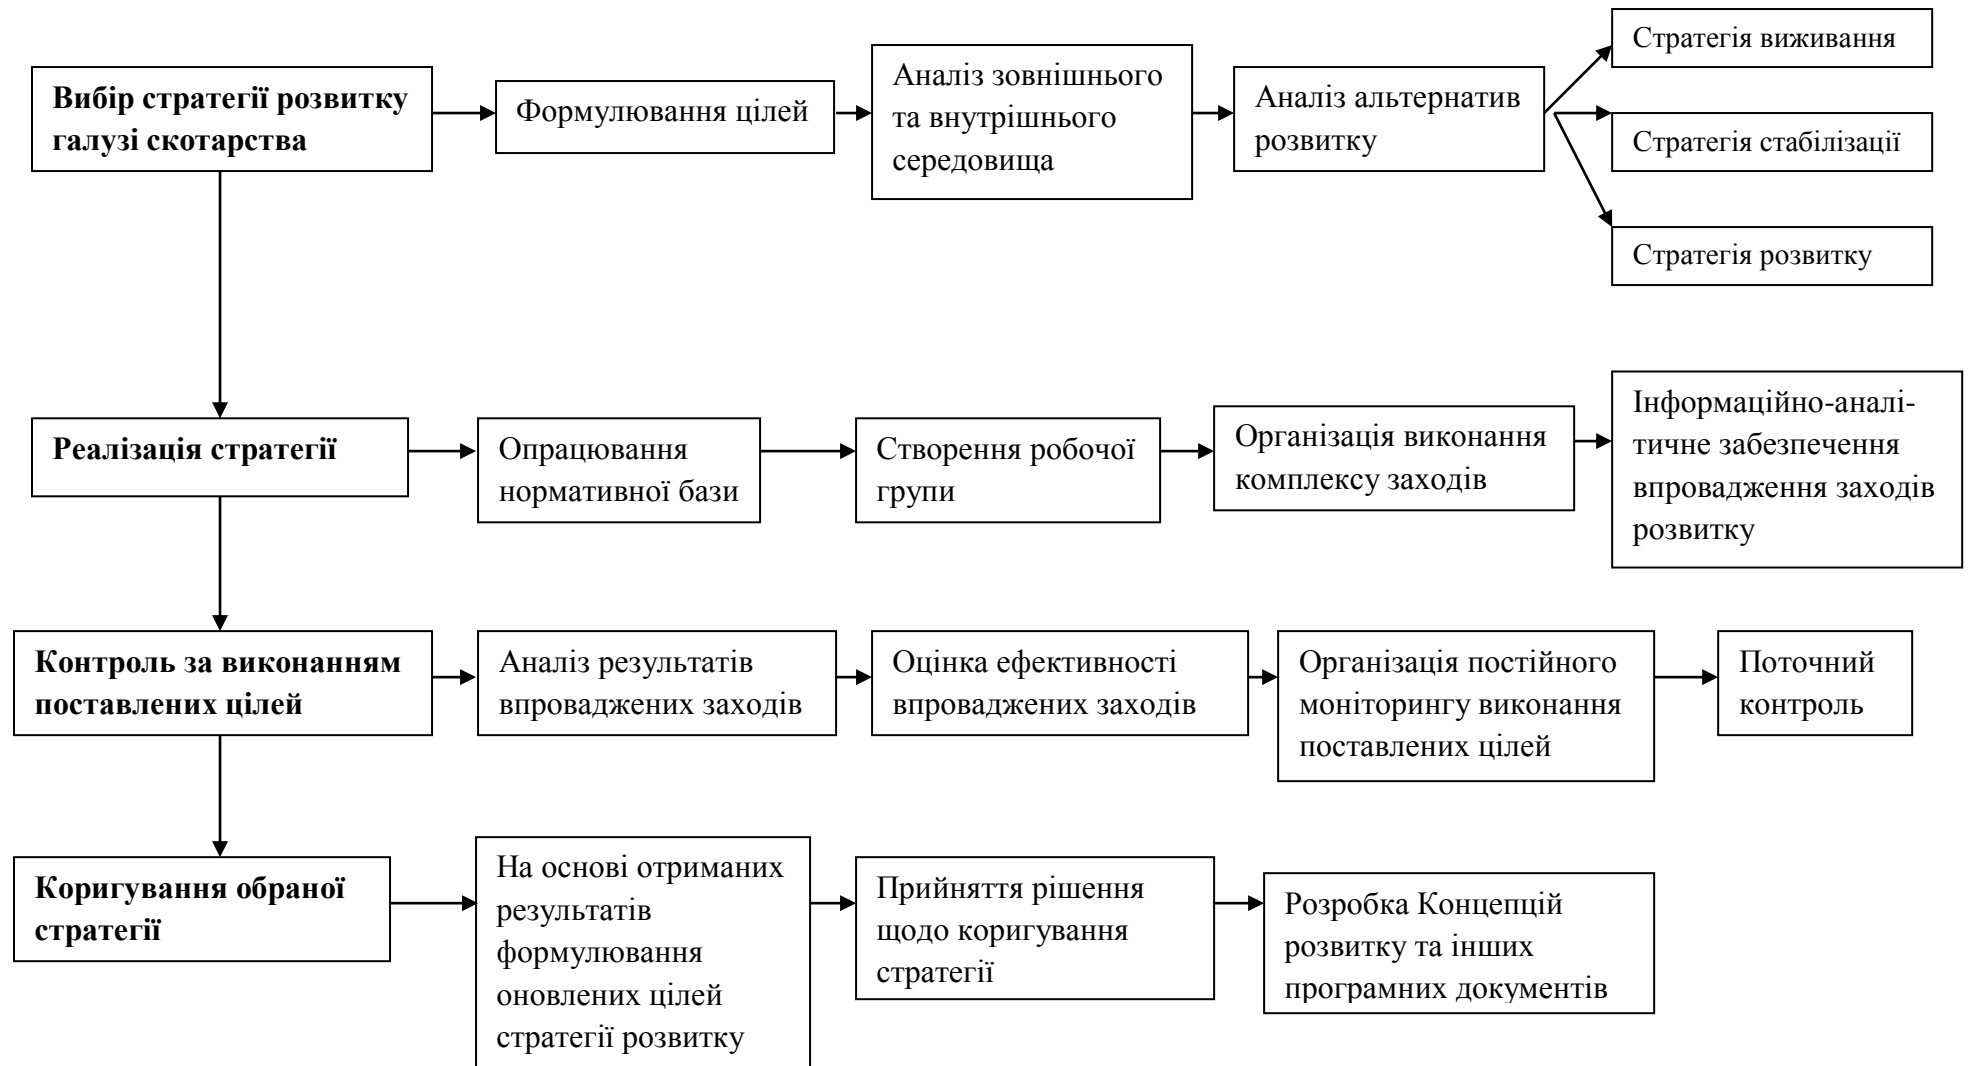 Вибір стратегії розвитку
галузі скотарства
Формулювання цілей
Аналіз зовнішнього
та внутрішнього
середовища
Аналіз альтернатив
розвитку
Стратегія виживання
Стратегія стабілізації
Стратегія розвитку
Реалізація стратегії
Опрацювання
нормативної бази
Створення робочої
групи
Організація виконання
комплексу заходів
Інформаційно-аналі-
тичне забезпечення
впровадження заходів
розвитку
Контроль за виконанням
поставлених цілей
Аналіз результатів
впроваджених заходів
Оцінка ефективності
впроваджених заходів
Організація постійного
моніторингу виконання
поставлених цілей
Поточний
контроль
Коригування обраної
стратегії
На основі отриманих
результатів
формулювання
оновлених цілей
стратегії розвитку
Прийняття рішення
щодо коригування
стратегії
Розробка Концепцій
розвитку та інших
програмних документів